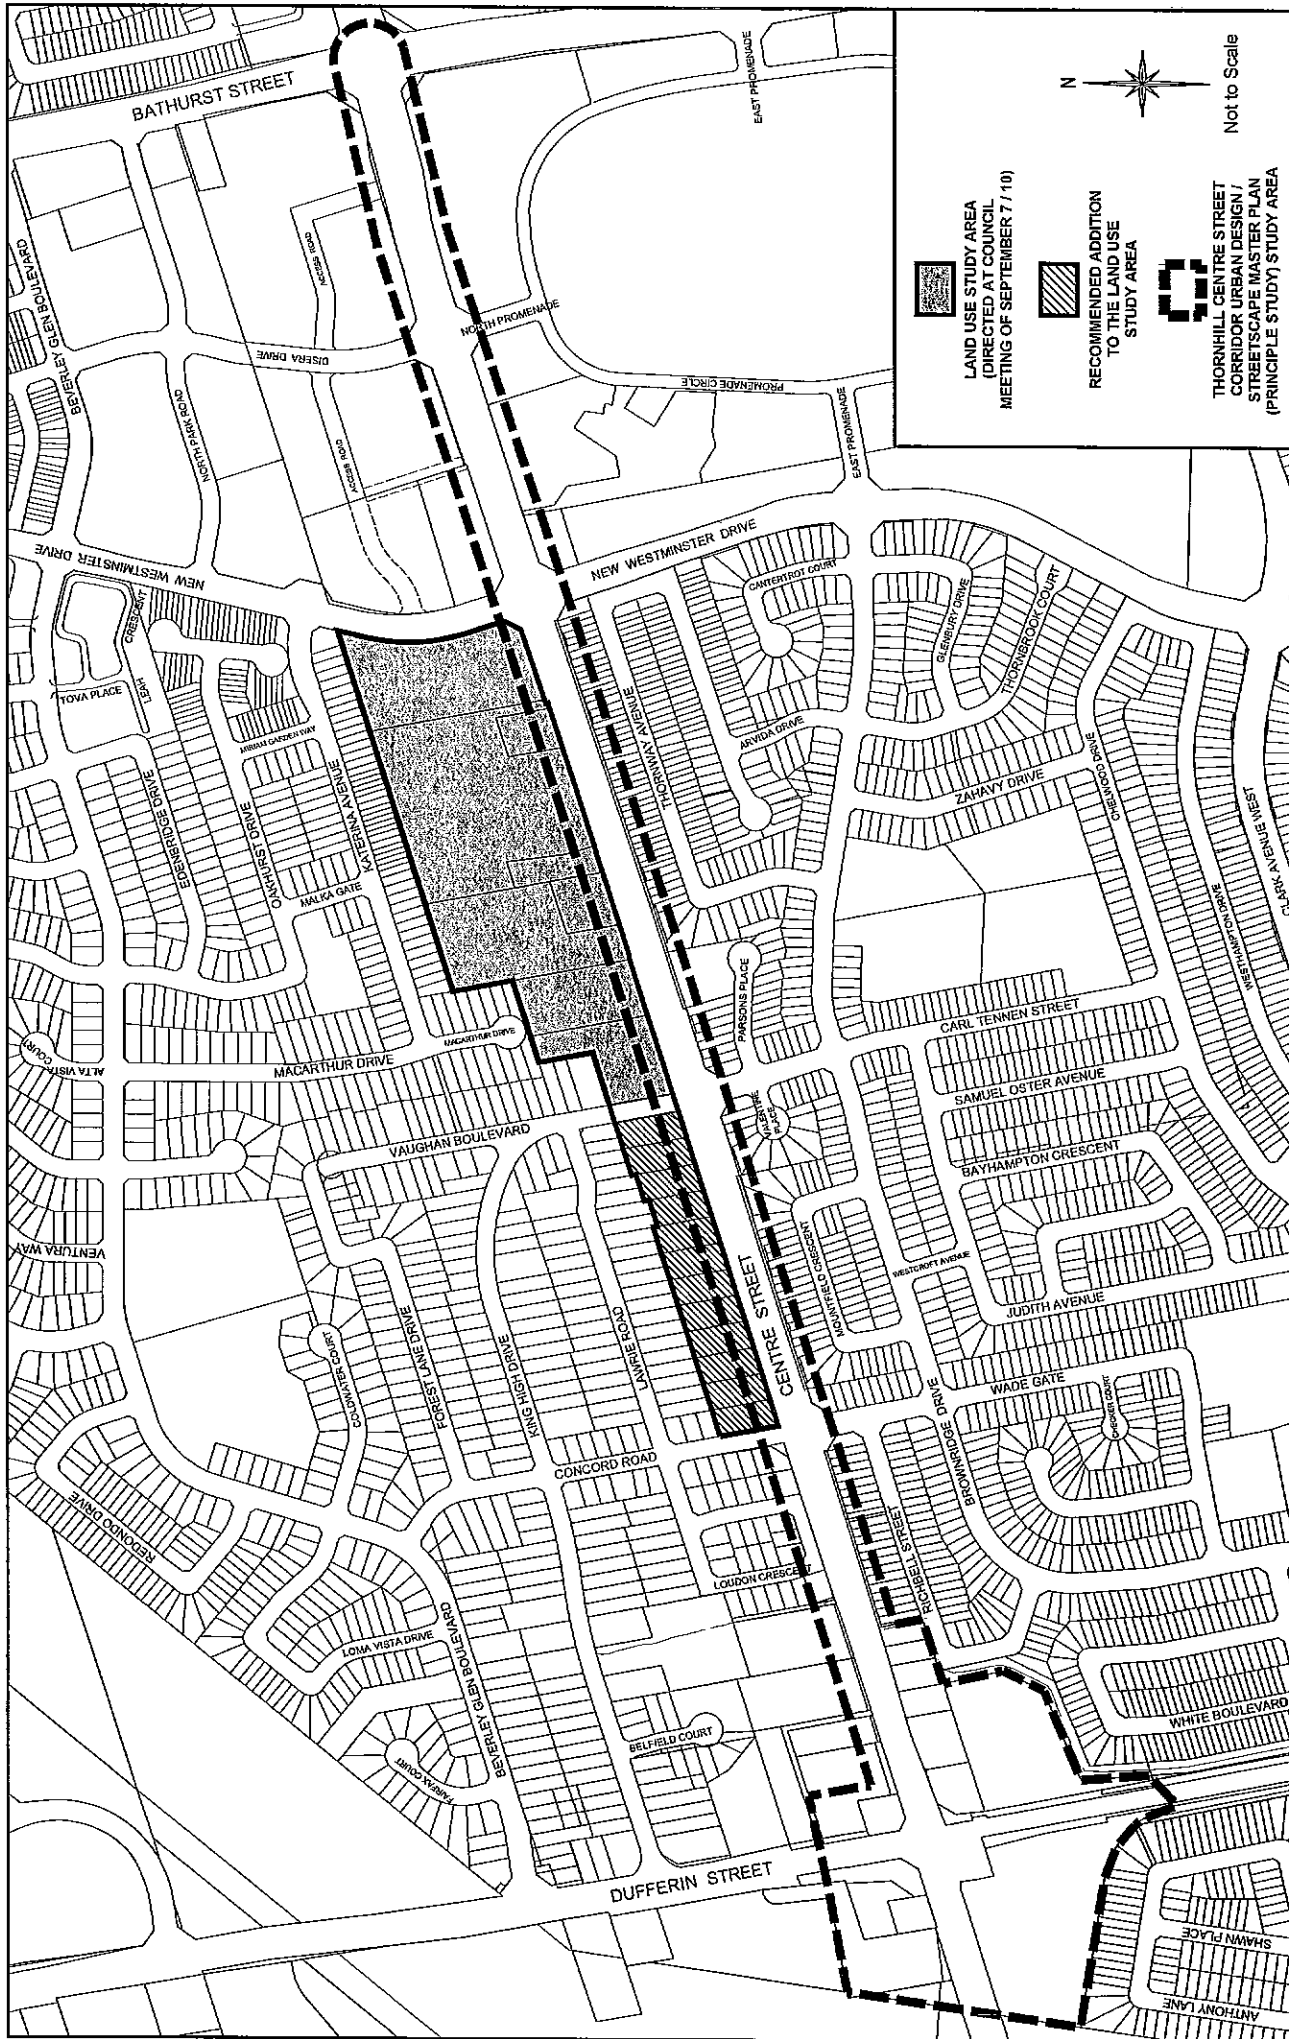 BATHURST STREET
BEVERLEY GLEN BOULEVARD
NORTH PARK ROAD
DISERA DRIVE
ACCESS ROAD
ACCESS ROAD
NORTH PROMENADE
EAST PROMENADE
PROMENADE CIRCLE
EAST PROMENADE
NEW WESTMINSTER DRIVE
NEW WESTMINSTER DRIVE
TOVA PLACE
LEAH
CRESCENT
MIRIAM GARDEN WAY
EDENBRIDGE DRIVE
OAKHURST DRIVE
KATERINA AVENUE
MALKA GATE
MACARTHUR DRIVE
MACARTHUR DRIVE
ALTA VISTA
COURT
VENTURA WAY
VAUGHAN BOULEVARD
COLDWATER COURT
FOREST LANE DRIVE
KING HIGH DRIVE
LAWRIE ROAD
CENTRE STREET
CONCORD ROAD
LOUDON CRESCENT
REDONDO DRIVE
LOMA VISTA DRIVE
BEVERLEY GLEN BOULEVARD
FAIRFAX COURT
BELFIELD COURT
DUFFERIN STREET
THORNWAY AVENUE
CANTERTROT COURT
GLENBURY DRIVE
THORNBROOK COURT
ARVIDA DRIVE
ZAHAVY DRIVE
WESTHAMPTON DRIVE
CLARK AVENUE WEST
PARSONS PLACE
PLACE
CARL TENNEN STREET
SAMUEL OSTER AVENUE
BAYHAMPTON CRESCENT
MOUNTFIELD CRESCENT
WESTCROFT AVENUE
JUDITH AVENUE
WADE GATE
CHECKER COURT
BROWNRIDGE DRIVE
RICHBELL STREET
WHITE BOULEVARD
SHAWN PLACE
ANTHONY LANE
LAND USE STUDY AREA
(DIRECTED AT COUNCIL
MEETING OF SEPTEMBER 7 / 10)
RECOMMENDED ADDITION
TO THE LAND USE
STUDY AREA
THORNHILL CENTRE STREET
CORRIDOR URBAN DESIGN /
STREETSCAPE MASTER PLAN
(PRINCIPLE STUDY) STUDY AREA
N
Not to Scale